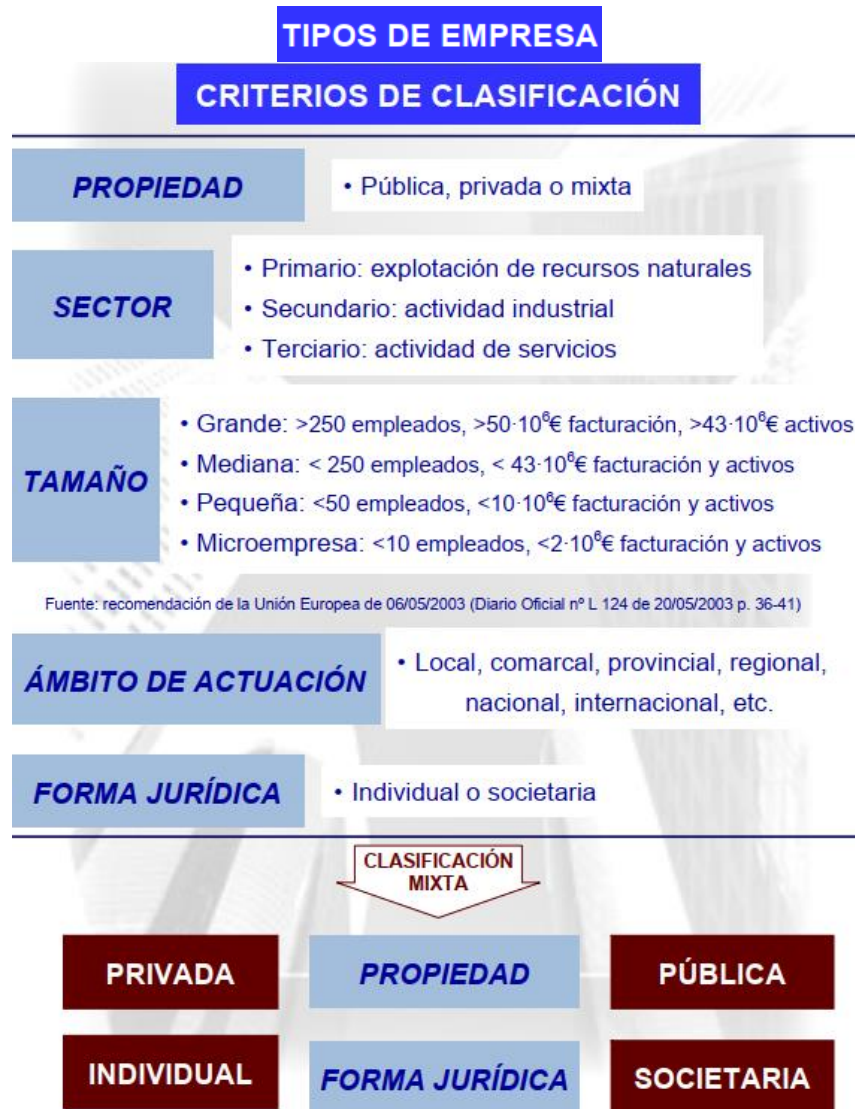 TIPOS DE EMPRESA
CRITERIOS DE CLASIFICACIÓN
PROPIEDAD
• Pública, privada o mixta
SECTOR
• Primario: explotación de recursos naturales
• Secundario: actividad industrial
• Terciario: actividad de servicios
TAMAÑO
• Grande: >250 empleados, >50·10⁶€ facturación, >43·10⁶€ activos
• Mediana: < 250 empleados, < 43·10⁶€ facturación y activos
• Pequeña: <50 empleados, <10·10⁶€ facturación y activos
• Microempresa: <10 empleados, <2·10⁶€ facturación y activos
Fuente: recomendación de la Unión Europea de 06/05/2003 (Diario Oficial nº L 124 de 20/05/2003 p. 36-41)
ÁMBITO DE ACTUACIÓN
• Local, comarcal, provincial, regional,
nacional, internacional, etc.
FORMA JURÍDICA
• Individual o societaria
CLASIFICACIÓN
MIXTA
PRIVADA
PROPIEDAD
PÚBLICA
INDIVIDUAL
FORMA JURÍDICA
SOCIETARIA